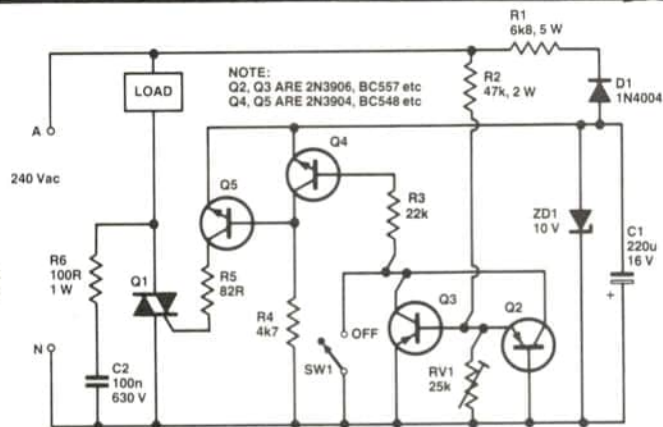 R1
6k8, 5 W
NOTE:
Q2, Q3 ARE 2N3906, BC557 etc
Q4, Q5 ARE 2N3904, BC548 etc
R2
47k, 2 W
D1
1N4004
LOAD
A
240 Vac
N
Q4
Q5
R3
22k
ZD1
10 V
C1
220u
16 V
+
R6
100R
1 W
Q1
R5
82R
R4
4k7
OFF
SW1
Q3
Q2
RV1
25k
C2
100n
630 V